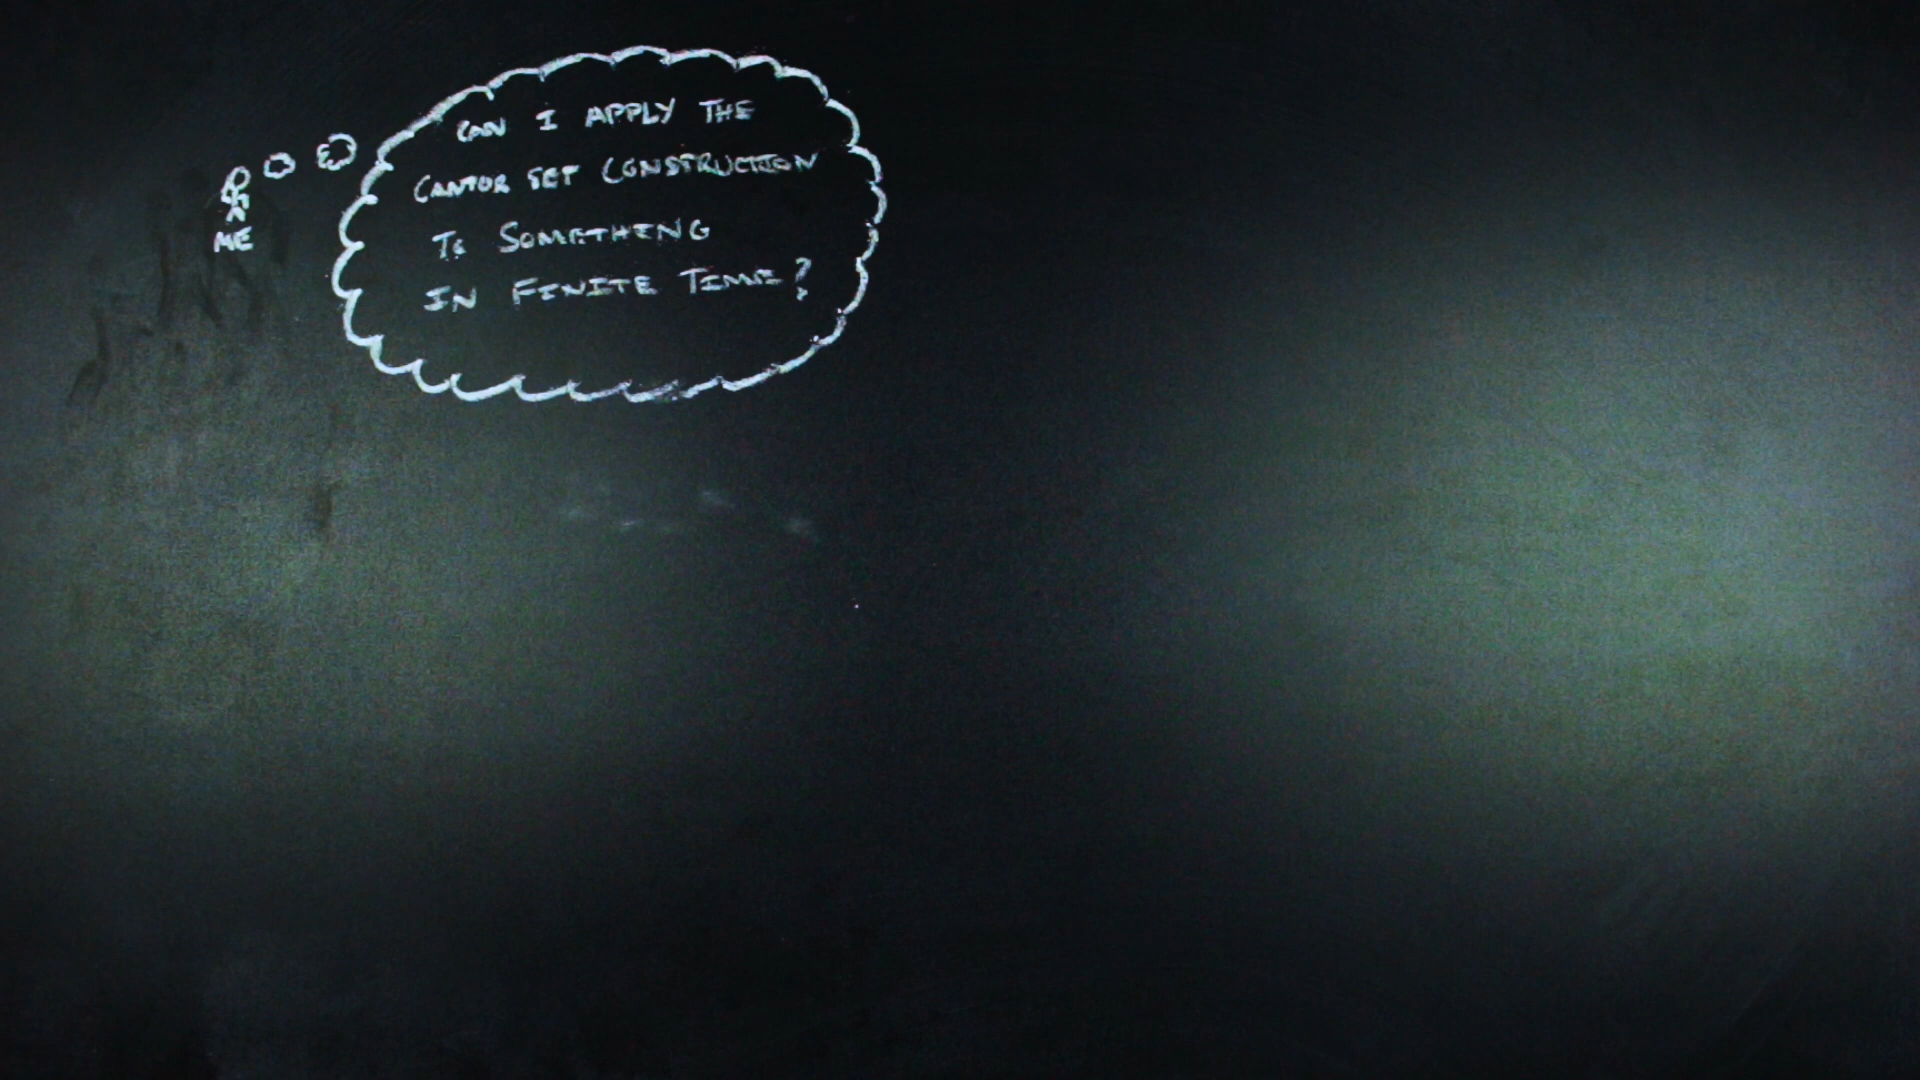 CAN I APPLY THE
CANTOR SET CONSTRUCTION
TO SOMETHING
IN FINITE TIME?
ME